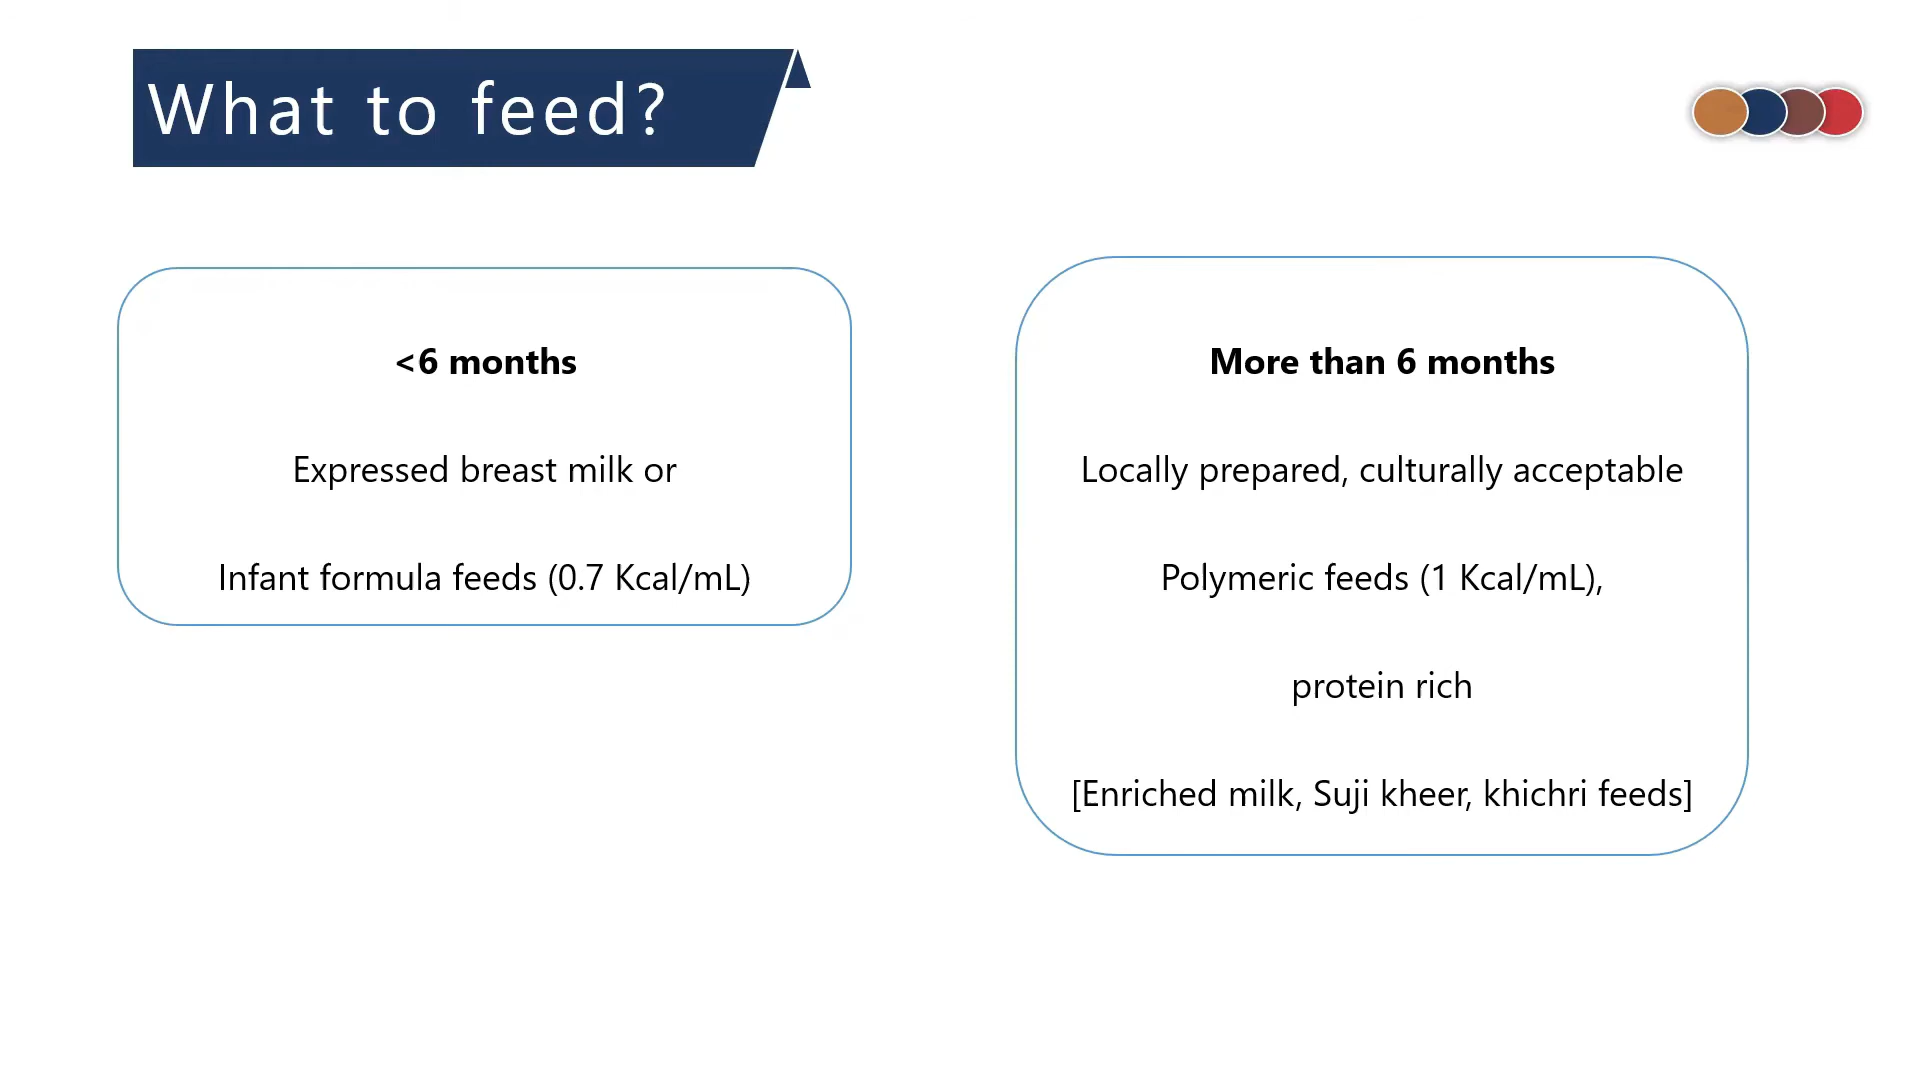 What to feed?
<6 months
Expressed breast milk or
Infant formula feeds (0.7 Kcal/mL)
More than 6 months
Locally prepared, culturally acceptable
Polymeric feeds (1 Kcal/mL),
protein rich
[Enriched milk, Suji kheer, khichri feeds]